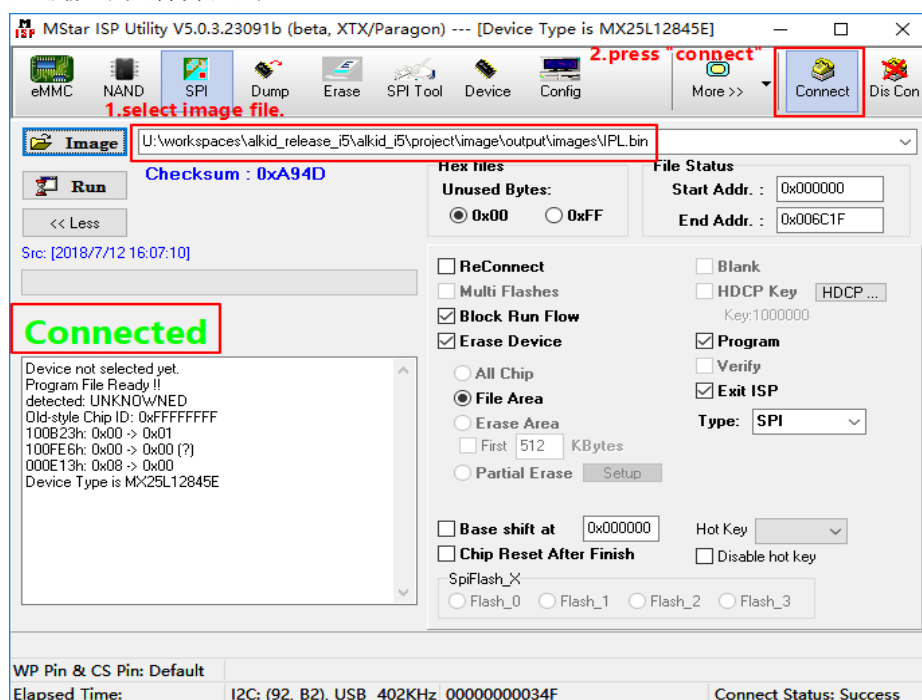 MStar ISP Utility V5.0.3.23091b (beta, XTX/Paragon) --- [Device Type is MX25L12845E]
eMMC NAND SPI Dump Erase SPI Tool Device Config More >> Connect Dis Con
1.select image file.
2.press "connect"
Image U:\workspaces\alkid_release_i5\alkid_i5\project\image\output\images\IPL.bin
Run
Checksum : 0xA94D
<< Less
Hex files
Unused Bytes:
0x00 0xFF
File Status
Start Addr. : 0x000000
End Addr. : 0x006C1F
Src: [2018/7/12 16:07:10]
Connected
Device not selected yet.
Program File Ready !!
detected: UNKNOWNED
Old-style Chip ID: 0xFFFFFFFF
100B23h: 0x00 -> 0x01
100FE6h: 0x00 -> 0x00 (?)
000E13h: 0x08 -> 0x00
Device Type is MX25L12845E
ReConnect
Multi Flashes
Block Run Flow
Erase Device
All Chip
File Area
Erase Area
First 512 KBytes
Partial Erase Setup
Blank
HDCP Key HDCP ...
Key:1000000
Program
Verify
Exit ISP
Type: SPI
Base shift at 0x000000
Hot Key
Chip Reset After Finish
Disable hot key
SpiFlash_X
Flash_0 Flash_1 Flash_2 Flash_3
WP Pin & CS Pin: Default
Elapsed Time: I2C: (92, B2), USB 402KHz 00000000034F Connect Status: Success